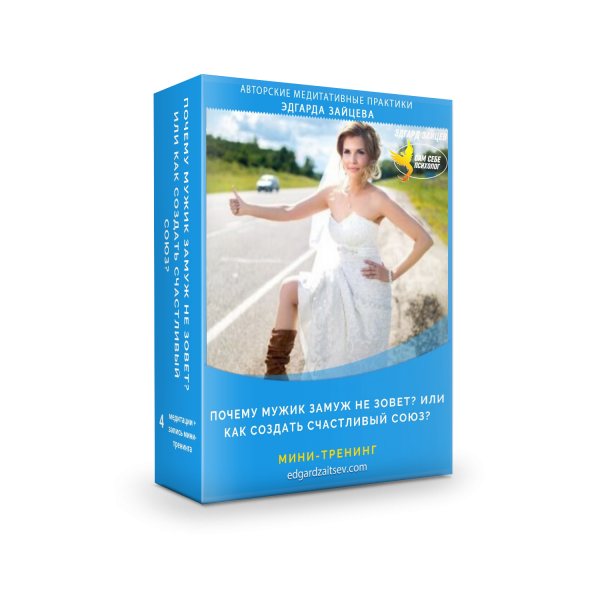 АВТОРСКИЕ МЕДИТАТИВНЫЕ ПРАКТИКИ
ЭДГАРДА ЗАЙЦЕВА
ЭДГАРД ЗАЙЦЕВ
САМ СЕБЕ
ПСИХОЛОГ
ПОЧЕМУ МУЖИК ЗАМУЖ НЕ ЗОВЕТ? ИЛИ
КАК СОЗДАТЬ СЧАСТЛИВЫЙ СОЮЗ?
МИНИ-ТРЕНИНГ
edgardzaitsev.com
ПОЧЕМУ МУЖИК ЗАМУЖ НЕ ЗОВЕТ?
ИЛИ КАК СОЗДАТЬ СЧАСТЛИВЫЙ
СОЮЗ?
4
медитации +
запись мини-
тренинга